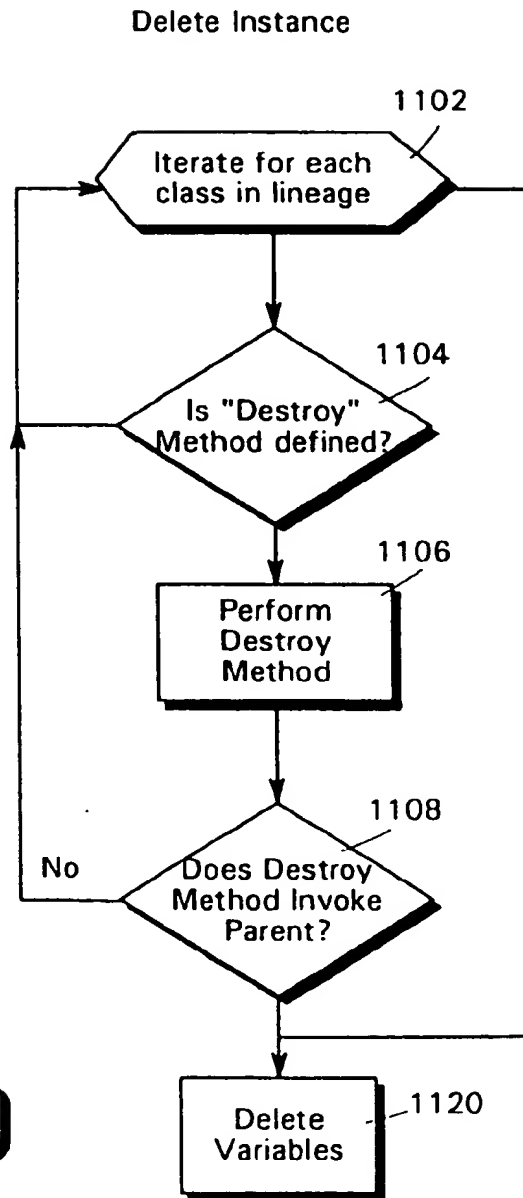 Delete Instance
1102
Iterate for each
class in lineage
1104
Is "Destroy"
Method defined?
1106
Perform
Destroy
Method
1108
No
Does Destroy
Method Invoke
Parent?
1120
Delete
Variables